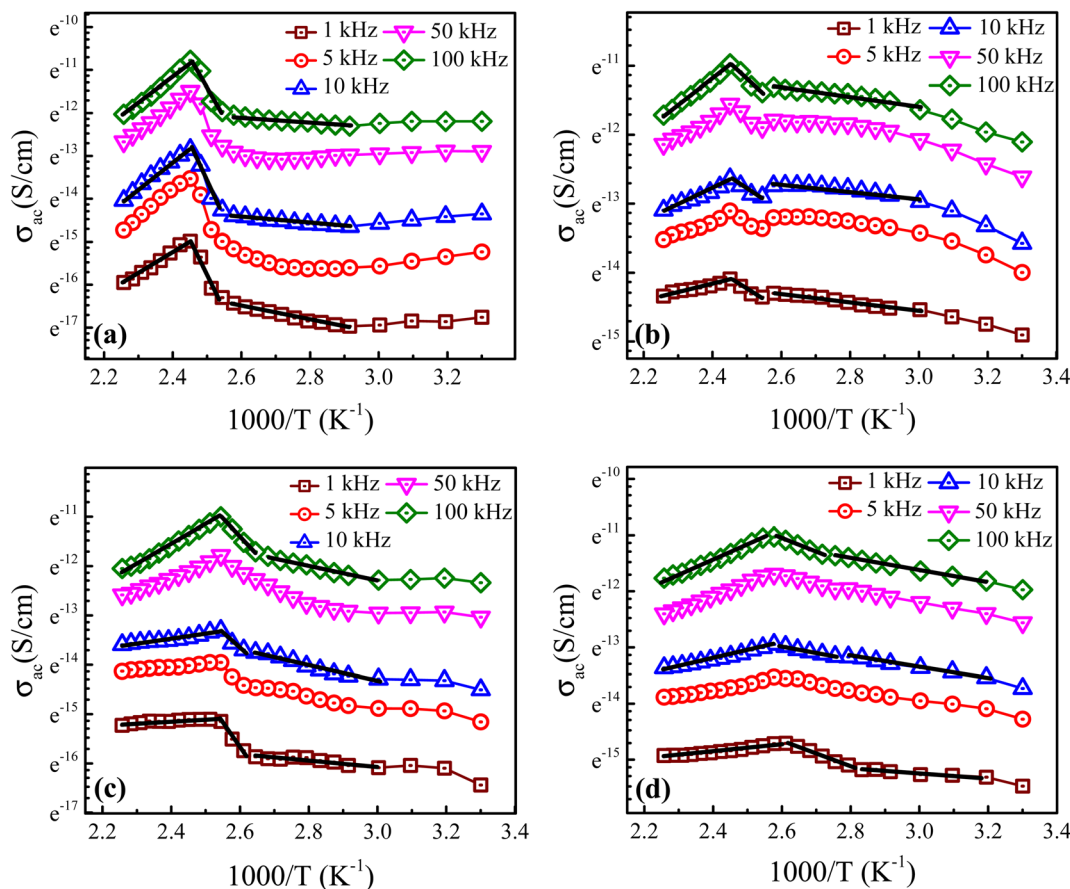 e⁻¹⁰
e⁻¹¹
e⁻¹²
e⁻¹³
e⁻¹⁴
e⁻¹⁵
e⁻¹⁶
e⁻¹⁷
σac(S/cm)
1 kHz
50 kHz
5 kHz
100 kHz
10 kHz
(a)
2.2 2.4 2.6 2.8 3.0 3.2
1000/T (K⁻¹)
e⁻¹¹
e⁻¹²
e⁻¹³
e⁻¹⁴
e⁻¹⁵
σac(S/cm)
1 kHz
10 kHz
5 kHz
50 kHz
100 kHz
(b)
2.2 2.4 2.6 2.8 3.0 3.2 3.4
1000/T (K⁻¹)
e⁻¹¹
e⁻¹²
e⁻¹³
e⁻¹⁴
e⁻¹⁵
e⁻¹⁶
e⁻¹⁷
σac(S/cm)
1 kHz
50 kHz
5 kHz
100 kHz
10 kHz
(c)
2.2 2.4 2.6 2.8 3.0 3.2 3.4
1000/T (K⁻¹)
e⁻¹⁰
e⁻¹¹
e⁻¹²
e⁻¹³
e⁻¹⁴
e⁻¹⁵
σac(S/cm)
1 kHz
10 kHz
5 kHz
50 kHz
100 kHz
(d)
2.2 2.4 2.6 2.8 3.0 3.2 3.4
1000/T (K⁻¹)